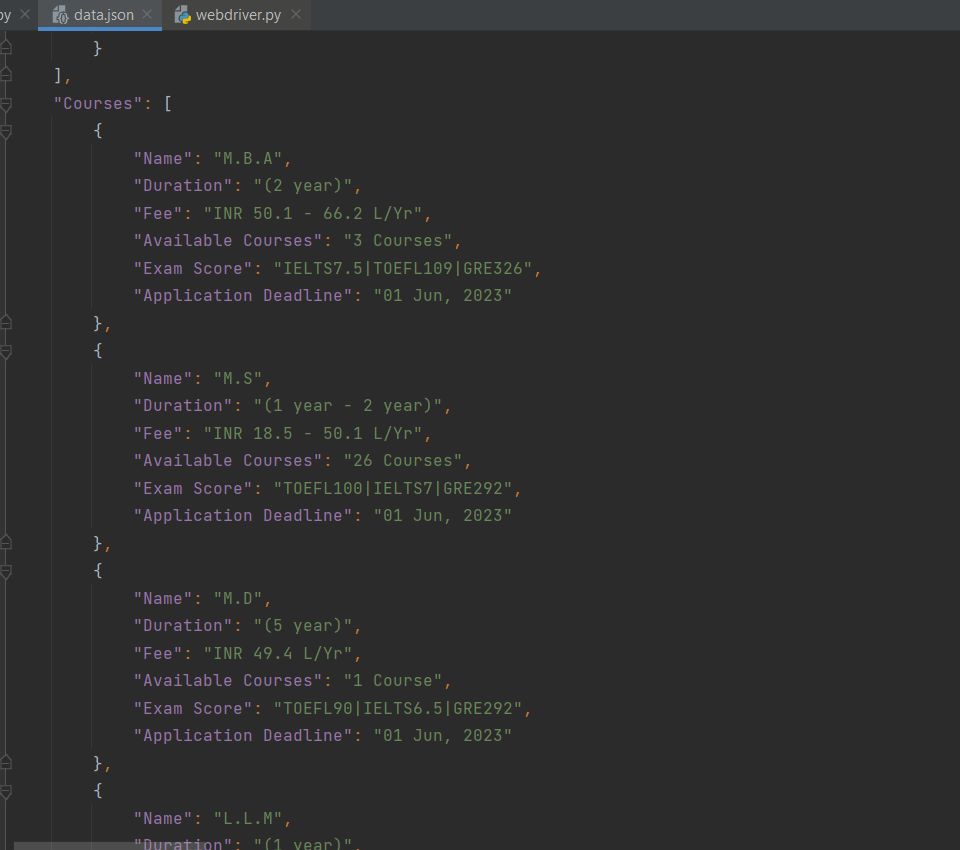 py
data.json
webdriver.py
}
],
"Courses": [
{
"Name": "M.B.A",
"Duration": "(2 year)",
"Fee": "INR 50.1 - 66.2 L/Yr",
"Available Courses": "3 Courses",
"Exam Score": "IELTS7.5|TOEFL109|GRE326",
"Application Deadline": "01 Jun, 2023"
},
{
"Name": "M.S",
"Duration": "(1 year - 2 year)",
"Fee": "INR 18.5 - 50.1 L/Yr",
"Available Courses": "26 Courses",
"Exam Score": "TOEFL100|IELTS7|GRE292",
"Application Deadline": "01 Jun, 2023"
},
{
"Name": "M.D",
"Duration": "(5 year)",
"Fee": "INR 49.4 L/Yr",
"Available Courses": "1 Course",
"Exam Score": "TOEFL90|IELTS6.5|GRE292",
"Application Deadline": "01 Jun, 2023"
},
{
"Name": "L.L.M",
"Duration": "(1 year)",